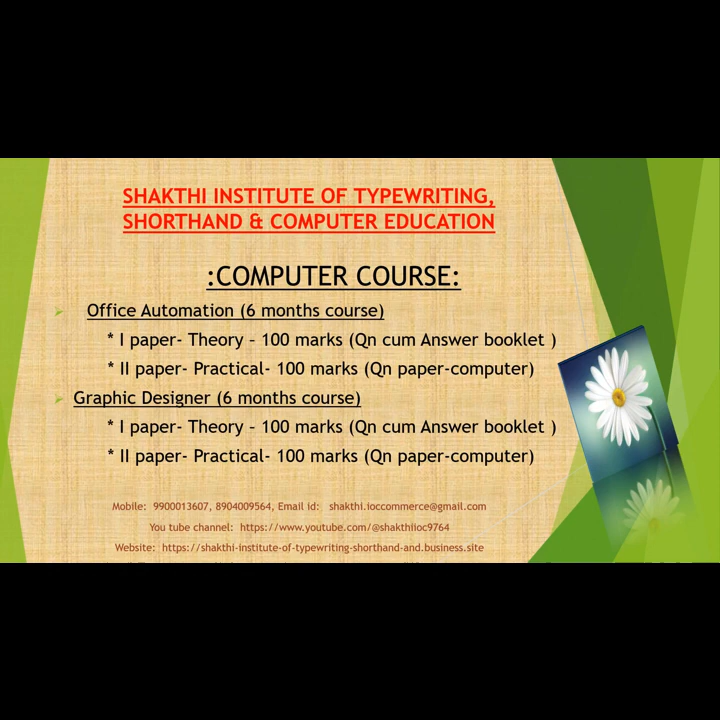 SHAKTHI INSTITUTE OF TYPEWRITING,
SHORTHAND & COMPUTER EDUCATION
:COMPUTER COURSE:
Office Automation (6 months course)
* I paper- Theory – 100 marks (Qn cum Answer booklet )
* II paper- Practical- 100 marks (Qn paper-computer)
Graphic Designer (6 months course)
* I paper- Theory – 100 marks (Qn cum Answer booklet )
* II paper- Practical- 100 marks (Qn paper-computer)
Mobile: 9900013607, 8904009564, Email id: shakthi.ioccommerce@gmail.com
You tube channel: https://www.youtube.com/@shakthiioc9764
Website: https://shakthi-institute-of-typewriting-shorthand-and.business.site